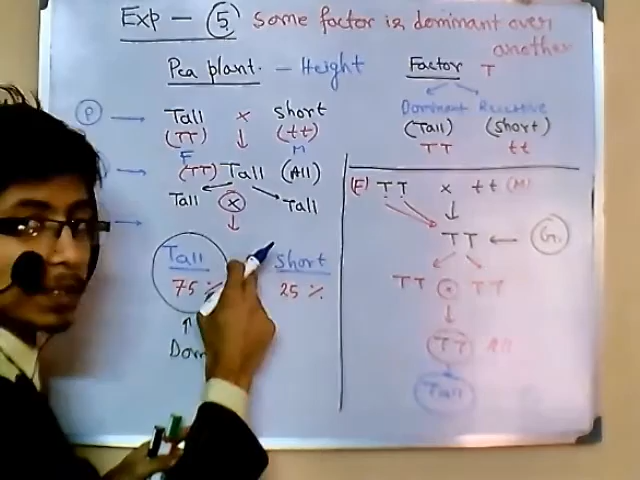 Exp – 5 some factor is dominant over
another
Pea plant. – Height
P → Tall × short
(TT) (tt)
F M
(TT) Tall (All)
Tall × Tall
Tall short
75 % 25 %
Dom
Factor T
Dominant Recessive
(Tall) (short)
TT tt
(F) TT × tt (M)
TT ← G₁
TT × TT
TT All
Tall